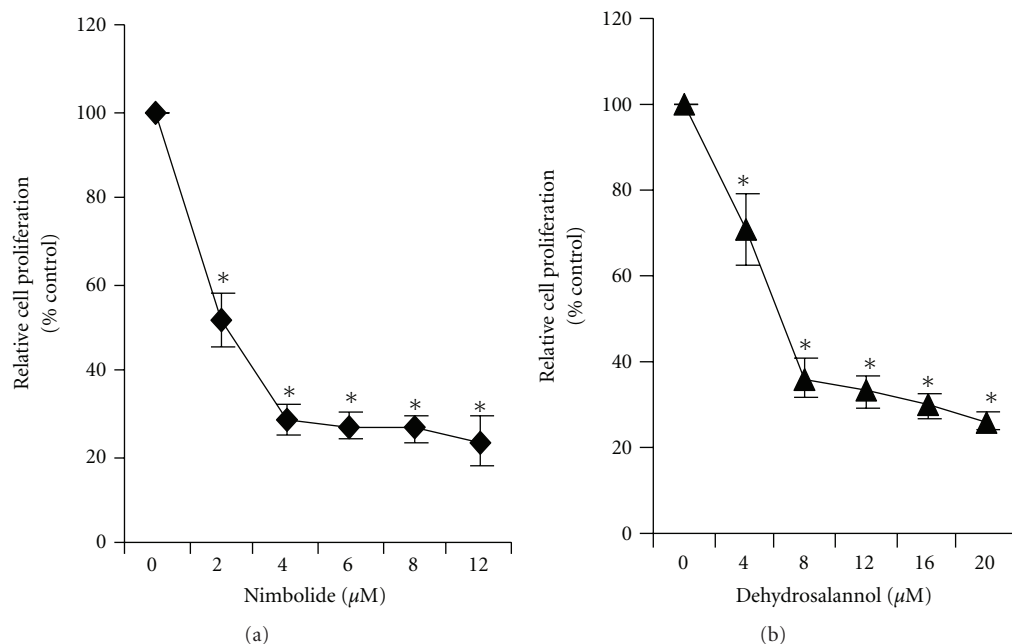 120
100
80
60
40
20
0
Relative cell proliferation
(% control)
*
*
*
*
*
0 2 4 6 8 12
Nimbolide (μM)
(a)
120
100
80
60
40
20
0
Relative cell proliferation
(% control)
*
*
*
*
*
0 4 8 12 16 20
Dehydrosalannol (μM)
(b)